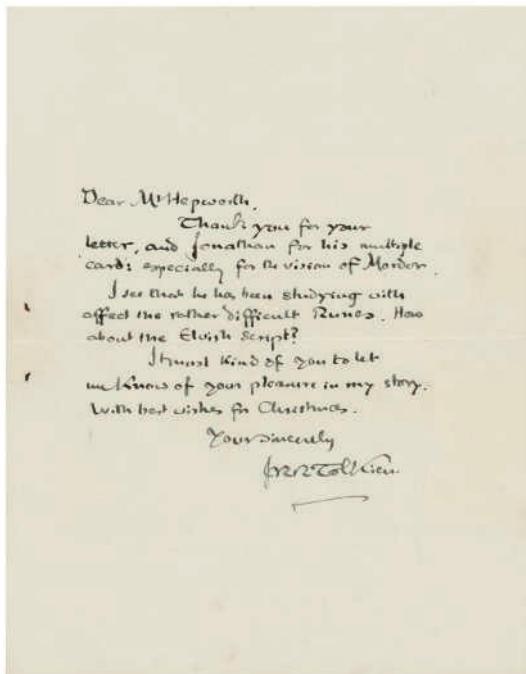 Dear Mr Hepworth,
Thank you for your
letter, and Jonathan for his multiple
card: especially for the vision of Mordor.
I see that he has been studying with
effect the rather difficult Runes. How
about the Elvish script?
It most kind of you to let
me know of your pleasure in my story.
With best wishes for Christmas.
Yours sincerely
JRRTolkien.